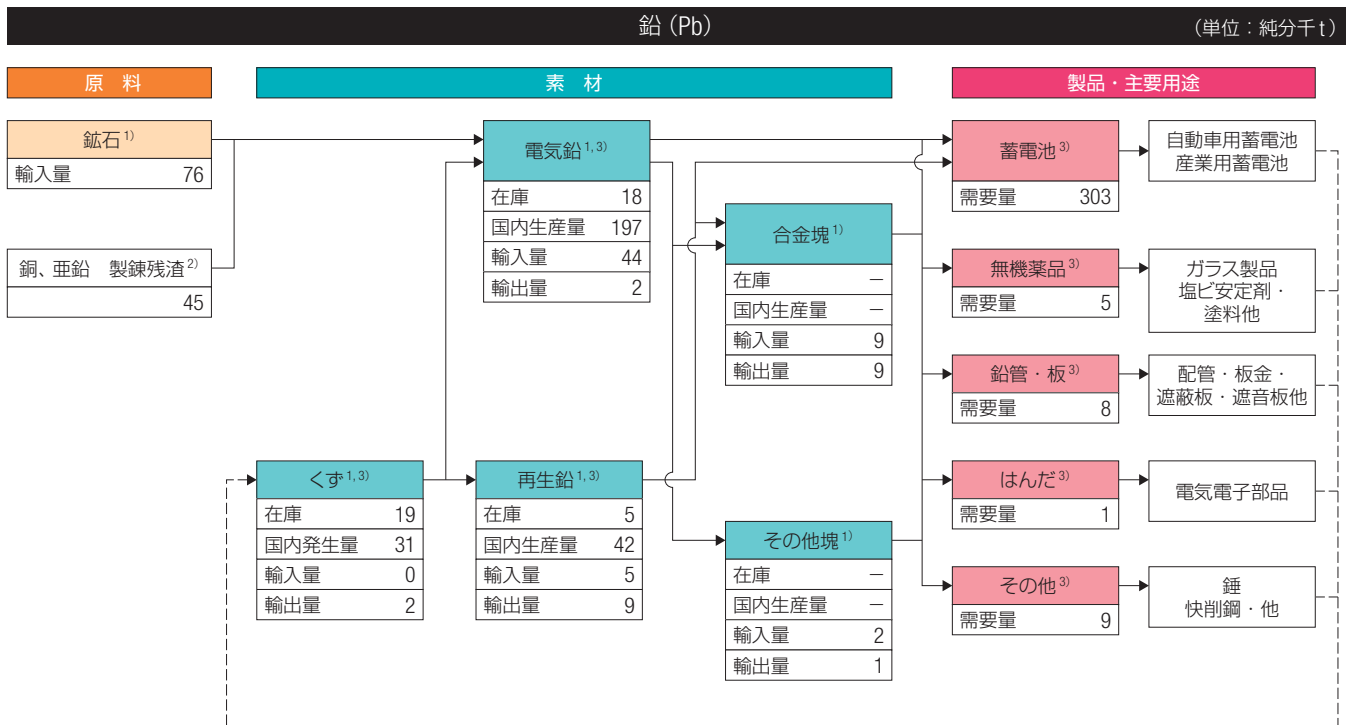 鉛 (Pb)
(単位：純分千t)
原　料
素　材
製品・主要用途
鉱石 1)
輸入量 76
銅、亜鉛　製錬残渣 2)
45
電気鉛 1, 3)
在庫 18
国内生産量 197
輸入量 44
輸出量 2
くず 1, 3)
在庫 19
国内発生量 31
輸入量 0
輸出量 2
再生鉛 1, 3)
在庫 5
国内生産量 42
輸入量 5
輸出量 9
合金塊 1)
在庫 －
国内生産量 －
輸入量 9
輸出量 9
その他塊 1)
在庫 －
国内生産量 －
輸入量 2
輸出量 1
蓄電池 3)
需要量 303
自動車用蓄電池
産業用蓄電池
無機薬品 3)
需要量 5
ガラス製品
塩ビ安定剤・
塗料他
鉛管・板 3)
需要量 8
配管・板金・
遮蔽板・遮音板他
はんだ 3)
需要量 1
電気電子部品
その他 3)
需要量 9
錘
快削鋼・他